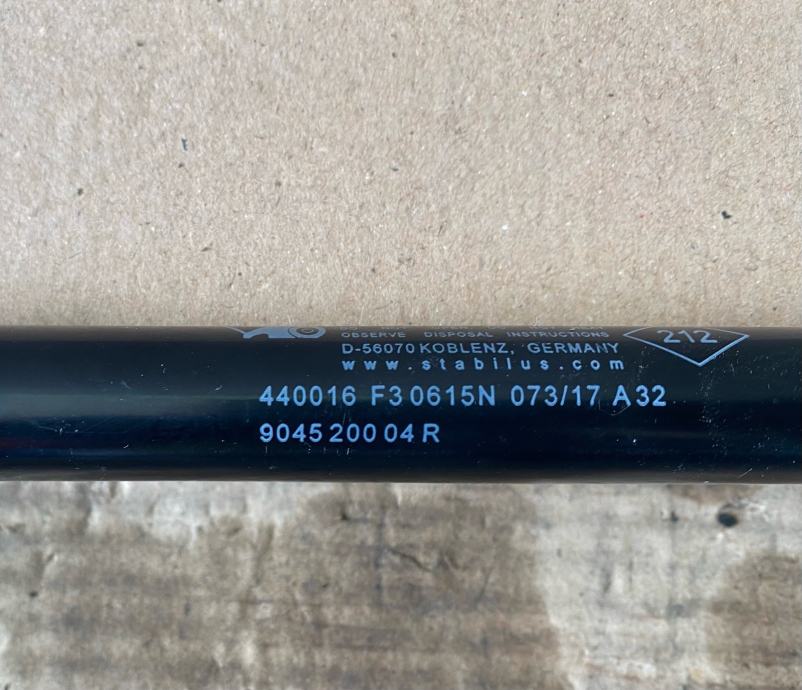 OBSERVE DISPOSAL INSTRUCTIONS
212
D-56070 KOBLENZ, GERMANY
www.stabilus.com
440016 F3 0615N 073/17 A32
9045 200 04 R